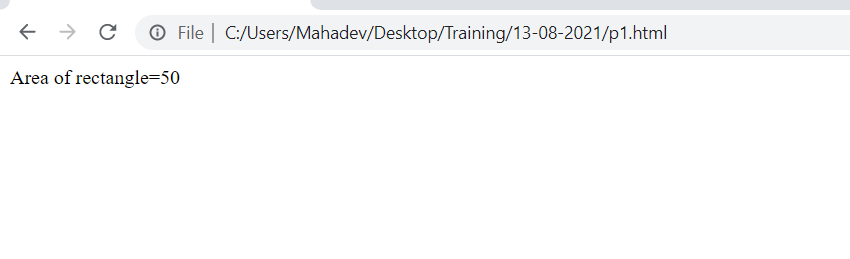 File | C:/Users/Mahadev/Desktop/Training/13-08-2021/p1.html
Area of rectangle=50